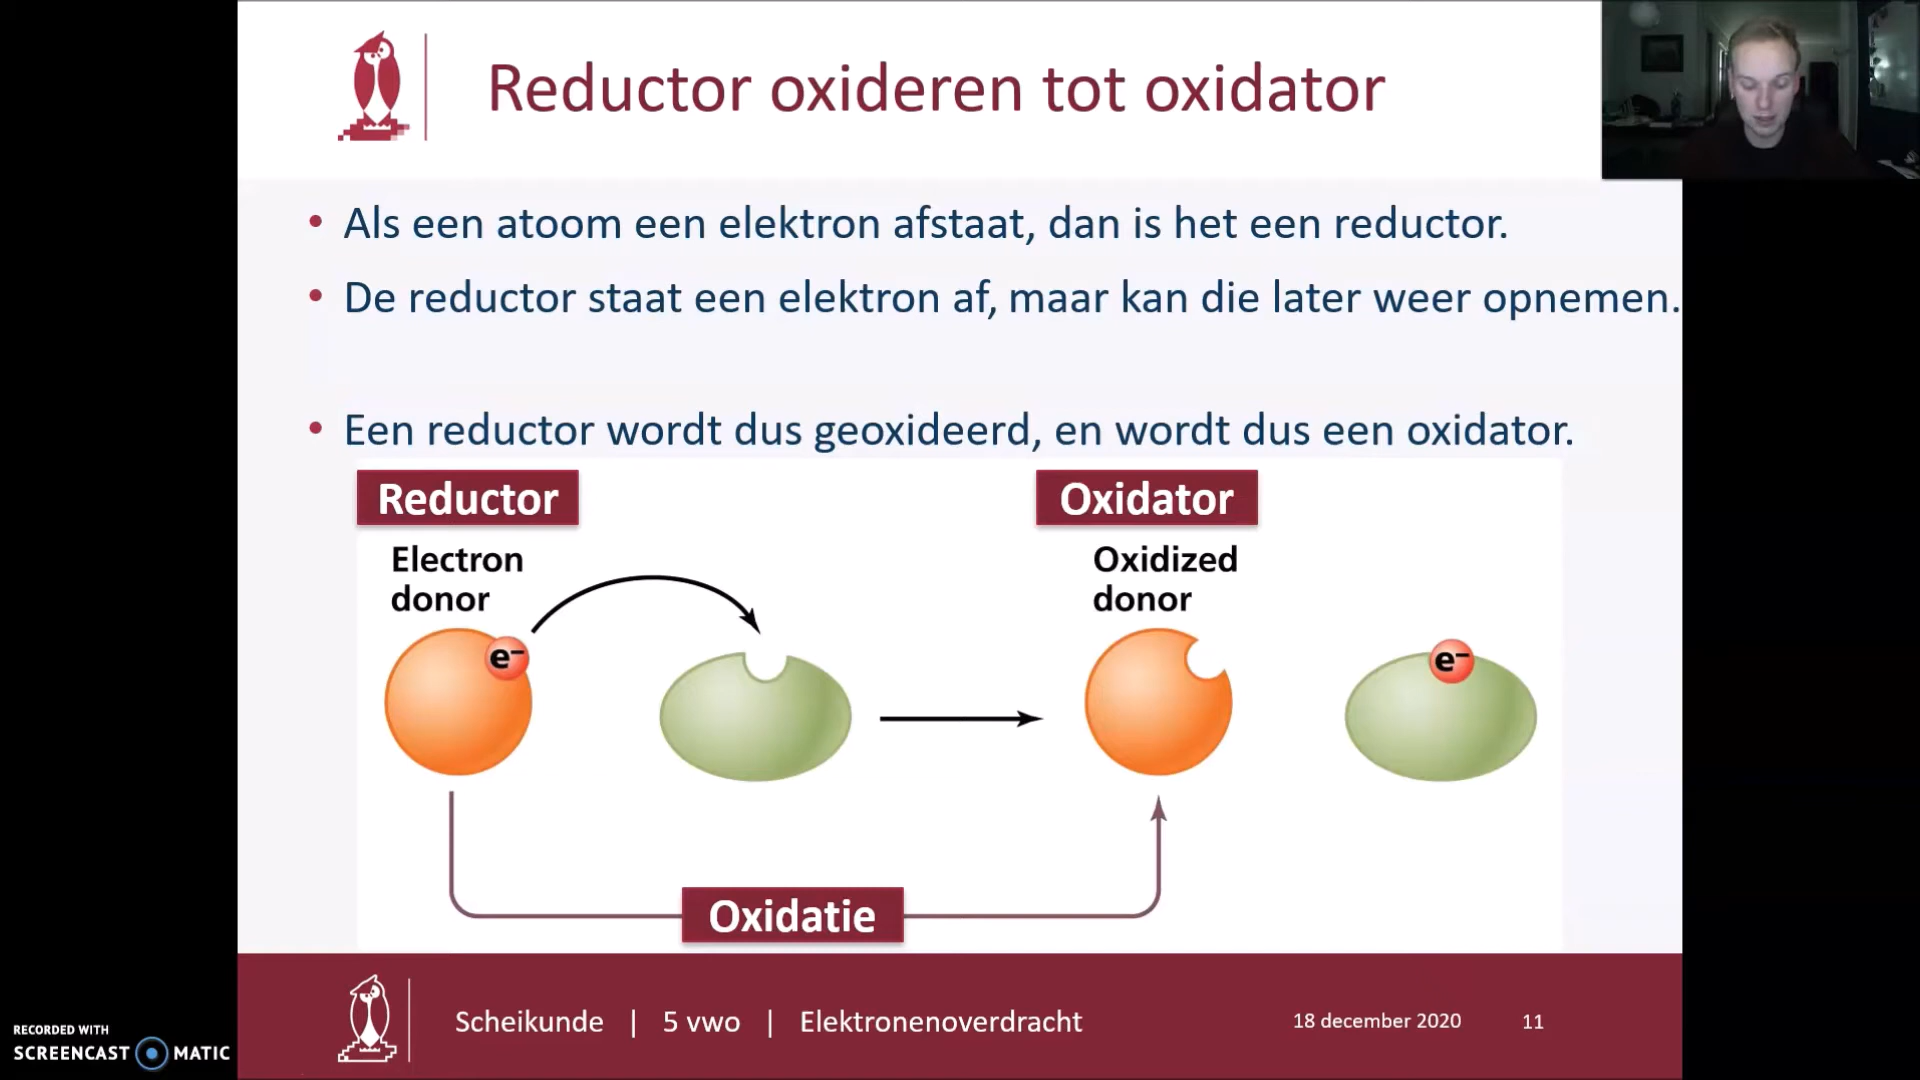 Reductor oxideren tot oxidator
• Als een atoom een elektron afstaat, dan is het een reductor.
• De reductor staat een elektron af, maar kan die later weer opnemen.
• Een reductor wordt dus geoxideerd, en wordt dus een oxidator.
Reductor
Oxidator
Electron
donor
Oxidized
donor
e−
e−
Oxidatie
Scheikunde | 5 vwo | Elektronenoverdracht
18 december 2020
11
RECORDED WITH
SCREENCAST MATIC